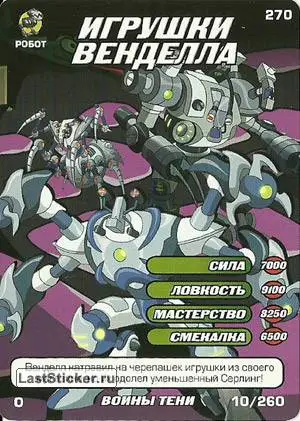 ИГРУШКИ
270
ВЕНДЕЛЛА
РОБОТ
СИЛА 7000
ЛОВКОСТЬ 9100
МАСТЕРСТВО 8250
СМЕКАЛКА 6500
Венделл натравил на черепашек игрушки из своего
одолел уменьшенный Серлинг!
LastSticker.ru
0 ВОЙНЫ ТЕНИ 10/260